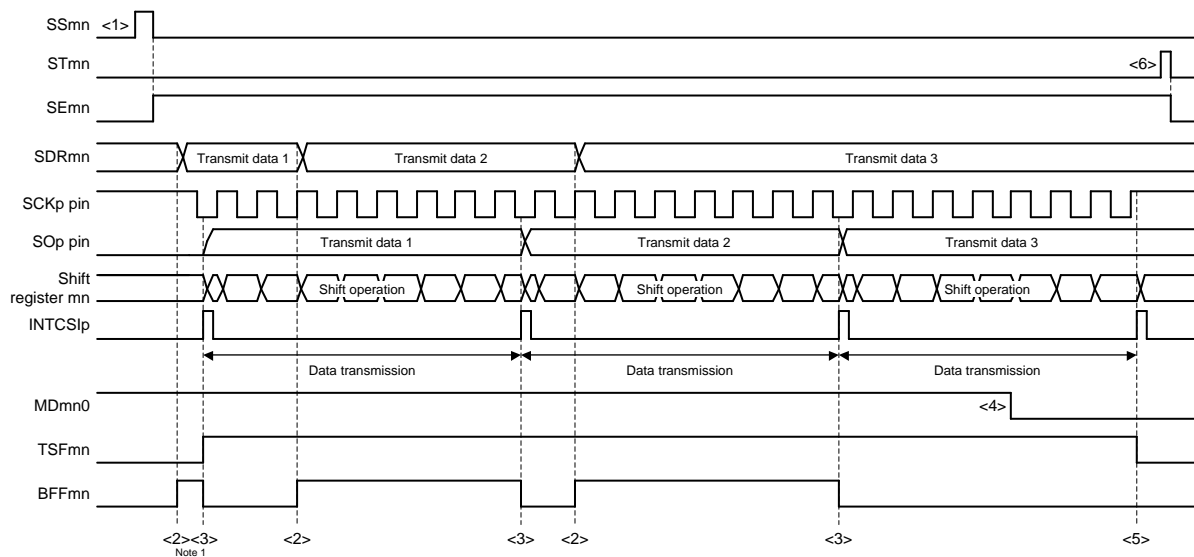 SSmn <1>
STmn <6>
SEmn
SDRmn Transmit data 1 Transmit data 2 Transmit data 3
SCKp pin
SOp pin Transmit data 1 Transmit data 2 Transmit data 3
Shift
register mn Shift operation Shift operation Shift operation
INTCSIp
Data transmission Data transmission Data transmission
MDmn0 <4>
TSFmn
BFFmn
<2> <3> <2> <3> <2> <3> <5>
Note 1